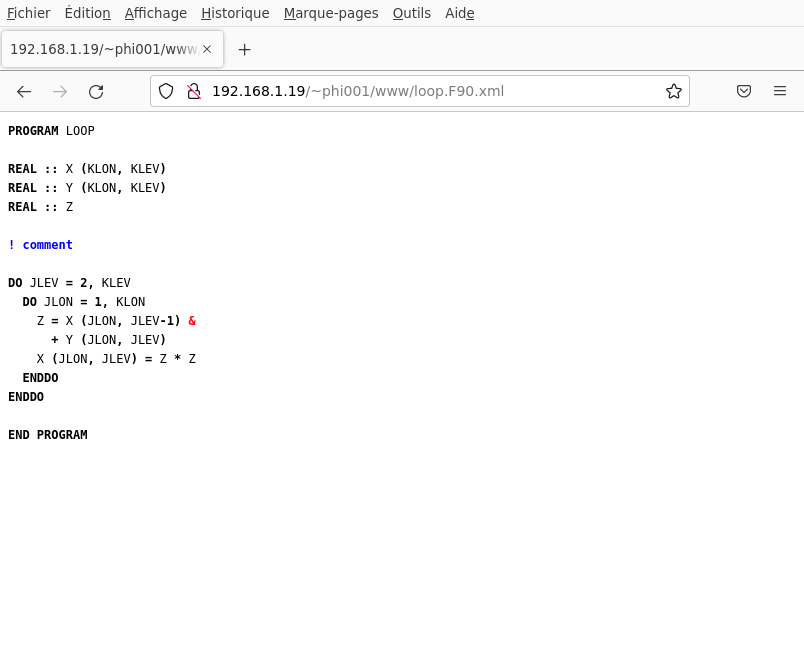 Fichier Édition Affichage Historique Marque-pages Outils Aide
192.168.1.19/~phi001/www
192.168.1.19/~phi001/www/loop.F90.xml
PROGRAM LOOP
REAL :: X (KLON, KLEV)
REAL :: Y (KLON, KLEV)
REAL :: Z
! comment
DO JLEV = 2, KLEV
DO JLON = 1, KLON
Z = X (JLON, JLEV-1) &
+ Y (JLON, JLEV)
X (JLON, JLEV) = Z * Z
ENDDO
ENDDO
END PROGRAM